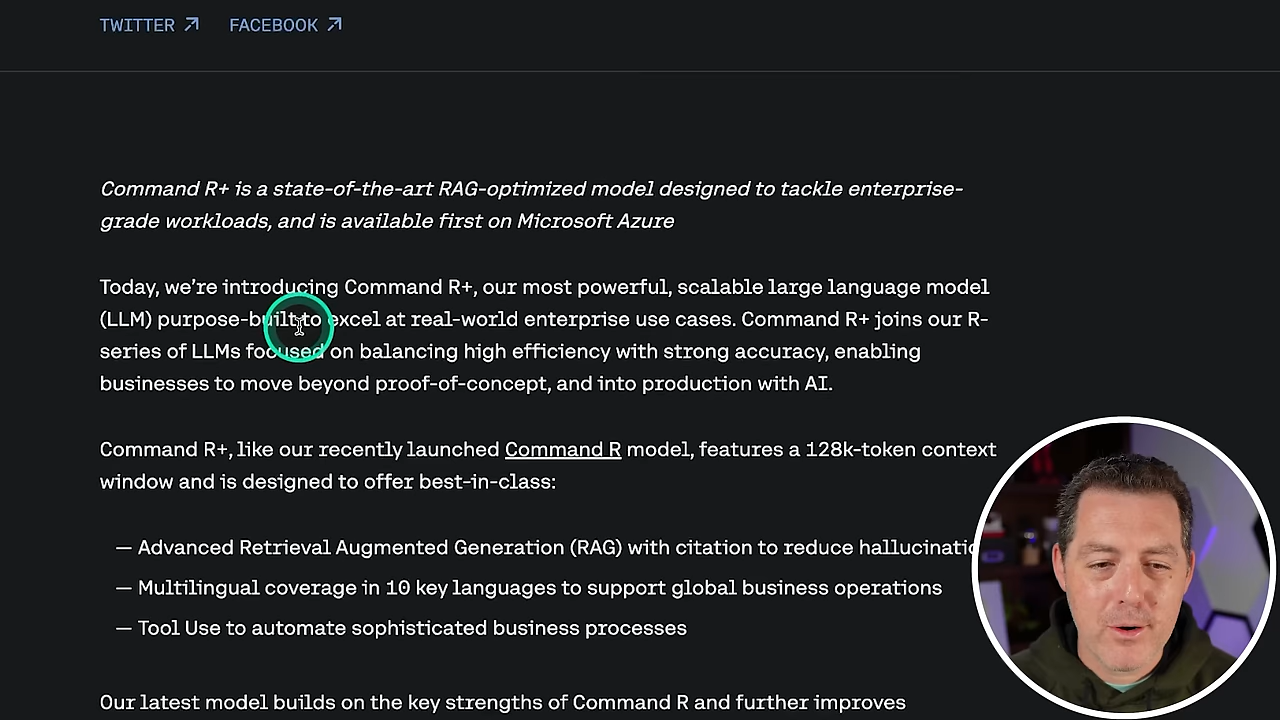 TWITTER FACEBOOK
Command R+ is a state-of-the-art RAG-optimized model designed to tackle enterprise-
grade workloads, and is available first on Microsoft Azure
Today, we’re introducing Command R+, our most powerful, scalable large language model
(LLM) purpose-built to excel at real-world enterprise use cases. Command R+ joins our R-
series of LLMs focused on balancing high efficiency with strong accuracy, enabling
businesses to move beyond proof-of-concept, and into production with AI.
Command R+, like our recently launched Command R model, features a 128k-token context
window and is designed to offer best-in-class:
— Advanced Retrieval Augmented Generation (RAG) with citation to reduce hallucinatio
— Multilingual coverage in 10 key languages to support global business operations
— Tool Use to automate sophisticated business processes
Our latest model builds on the key strengths of Command R and further improves